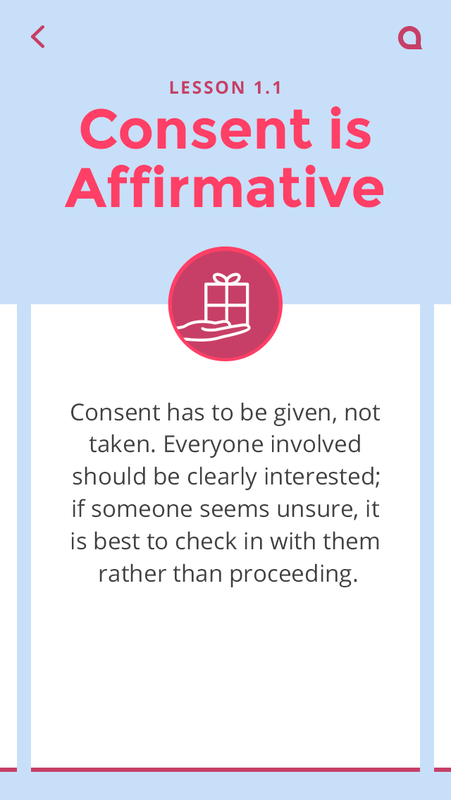 LESSON 1.1
Consent is
Affirmative
Consent has to be given, not
taken. Everyone involved
should be clearly interested;
if someone seems unsure, it
is best to check in with them
rather than proceeding.